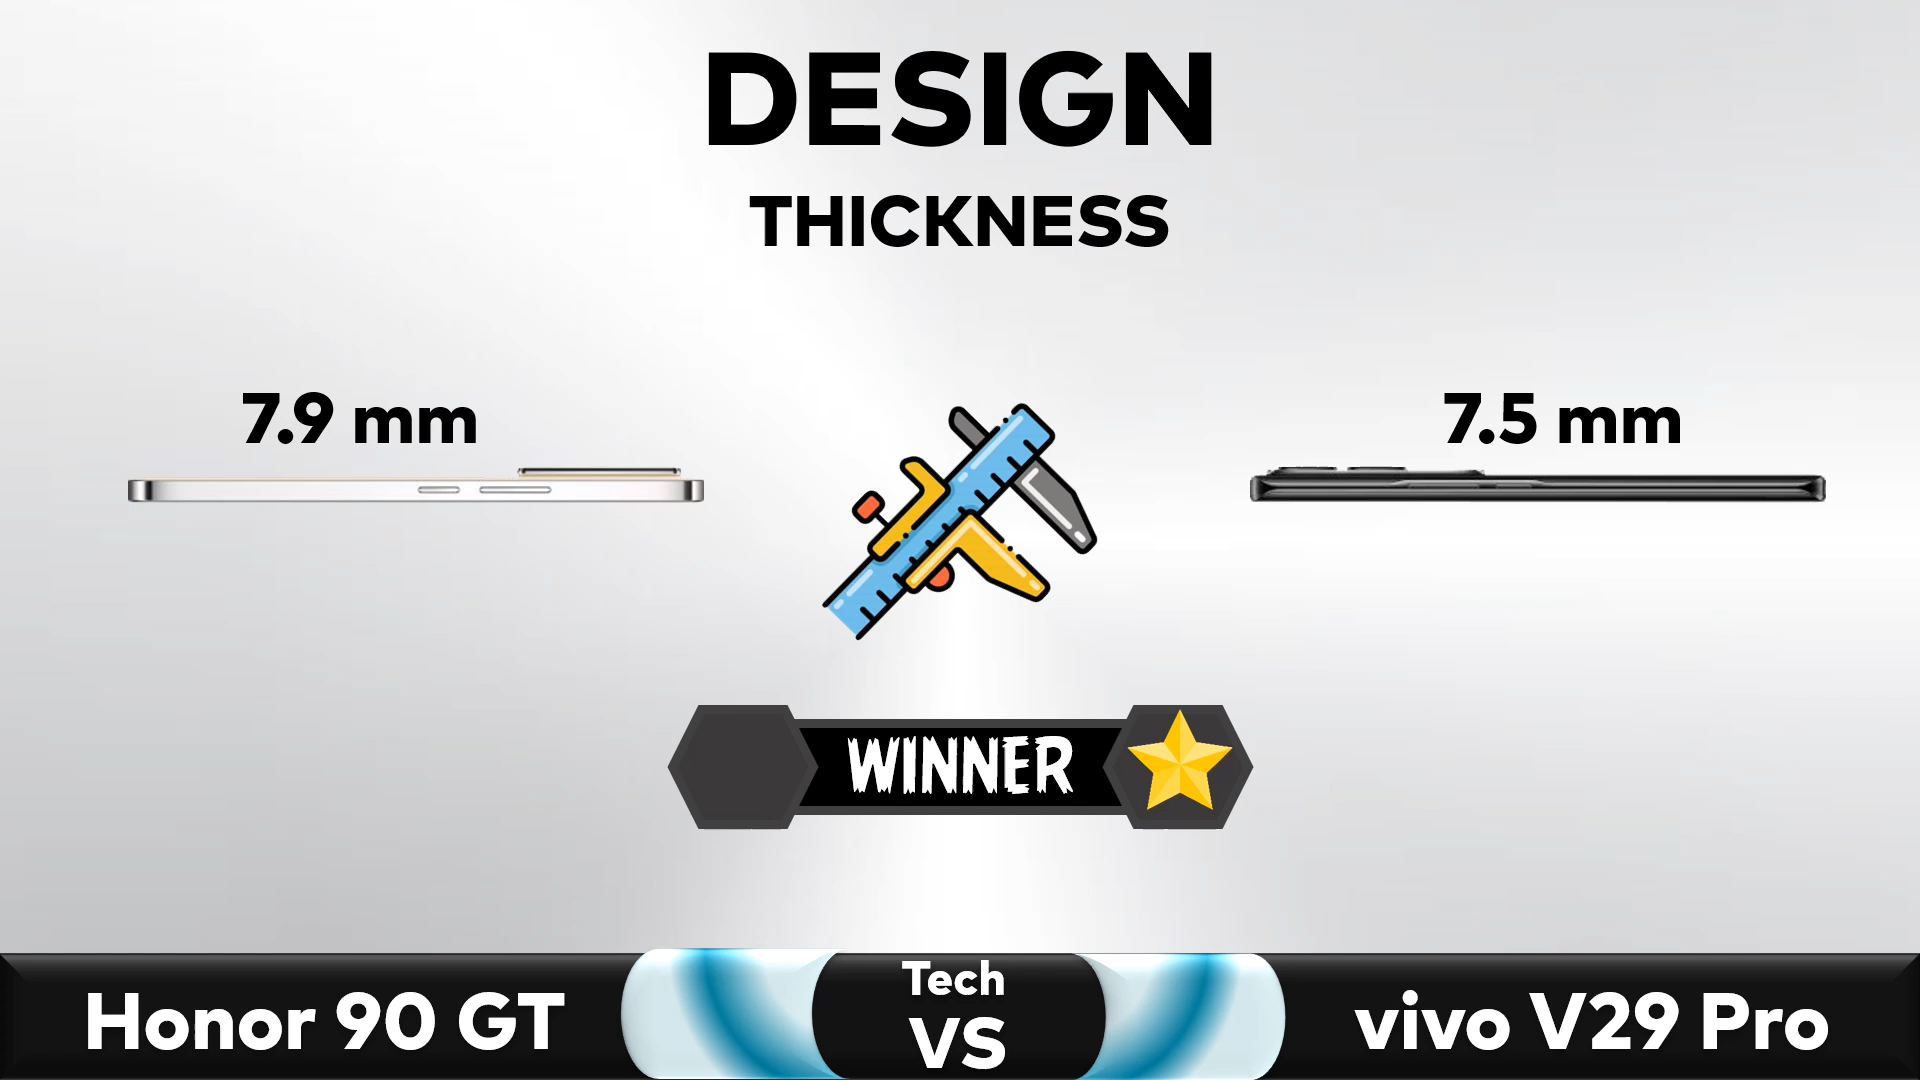 DESIGN
THICKNESS
7.9 mm
7.5 mm
WINNER
Honor 90 GT
Tech
VS
vivo V29 Pro